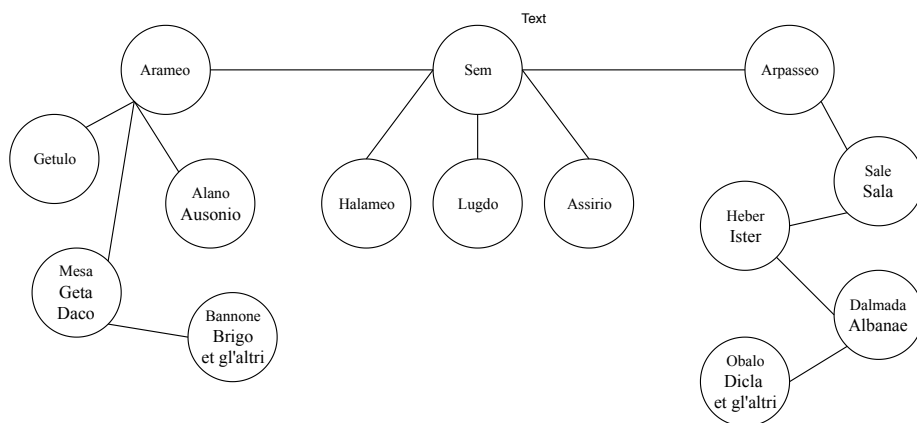 Text
Arameo
Sem
Arpasseo
Getulo
Alano
Ausonio
Halameo
Lugdo
Assirio
Sale
Sala
Heber
Ister
Mesa
Geta
Daco
Bannone
Brigo
et gl'altri
Dalmada
Albanae
Obalo
Dicla
et gl'altri